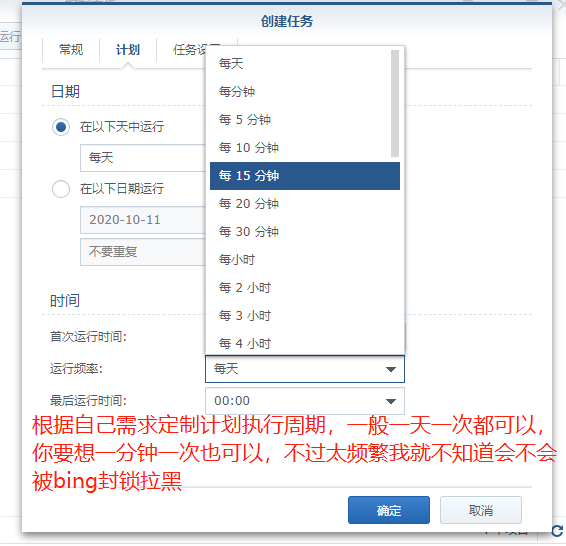 创建任务
运行
常规
计划
日期
在以下天中运行
每天
在以下日期运行
2020-10-11
不要重复
每天
每分钟
每 5 分钟
每 10 分钟
每 15 分钟
每 20 分钟
每 30 分钟
每小时
每 2 小时
每 3 小时
每 4 小时
时间
首次运行时间:
运行频率:
每天
最后运行时间:
00:00
根据自己需求定制计划执行周期，一般一天一次都可以，
你要想一分钟一次也可以，不过太频繁我就不知道会不会
被bing封锁拉黑
确定
取消